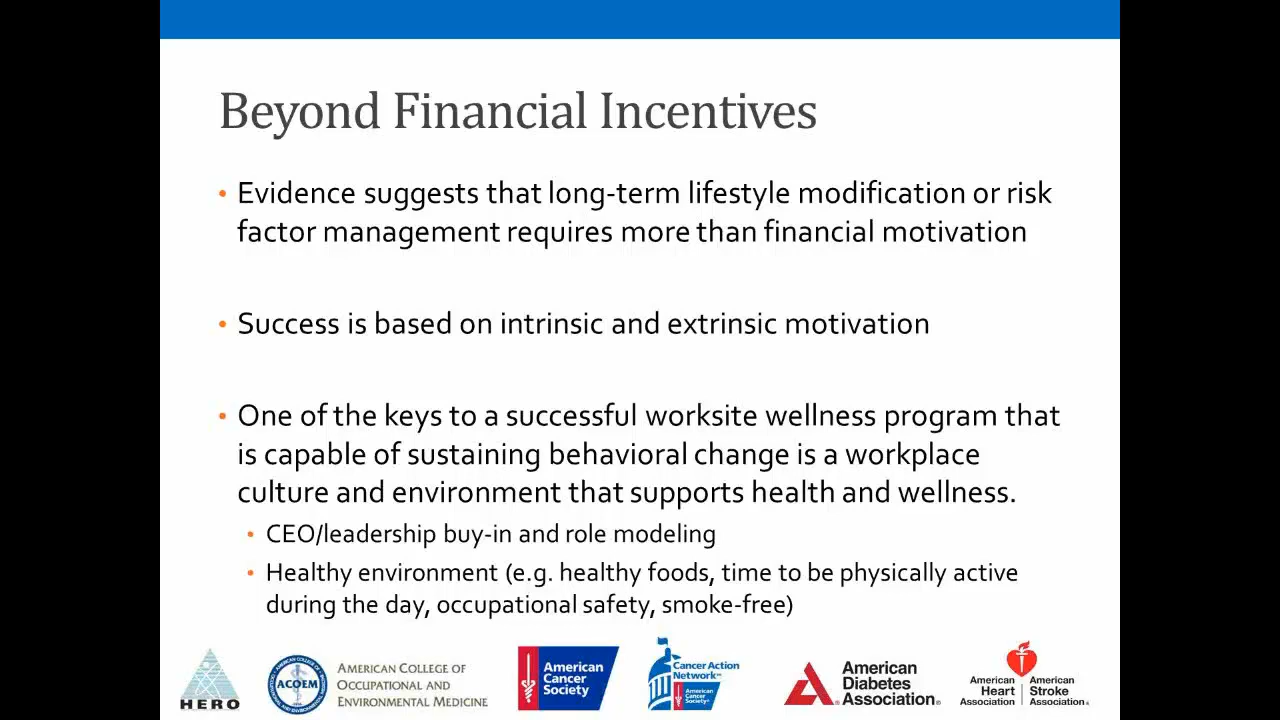 Beyond Financial Incentives
• Evidence suggests that long-term lifestyle modification or risk
factor management requires more than financial motivation
• Success is based on intrinsic and extrinsic motivation
• One of the keys to a successful worksite wellness program that
is capable of sustaining behavioral change is a workplace
culture and environment that supports health and wellness.
• CEO/leadership buy-in and role modeling
• Healthy environment (e.g. healthy foods, time to be physically active
during the day, occupational safety, smoke-free)
HERO
ACOEM
AMERICAN COLLEGE OF
OCCUPATIONAL AND
ENVIRONMENTAL MEDICINE
American
Cancer
Society
Cancer Action
Network™
American
Cancer
Society®
American
Diabetes
Association®
American
Heart
Association
American
Stroke
Association®